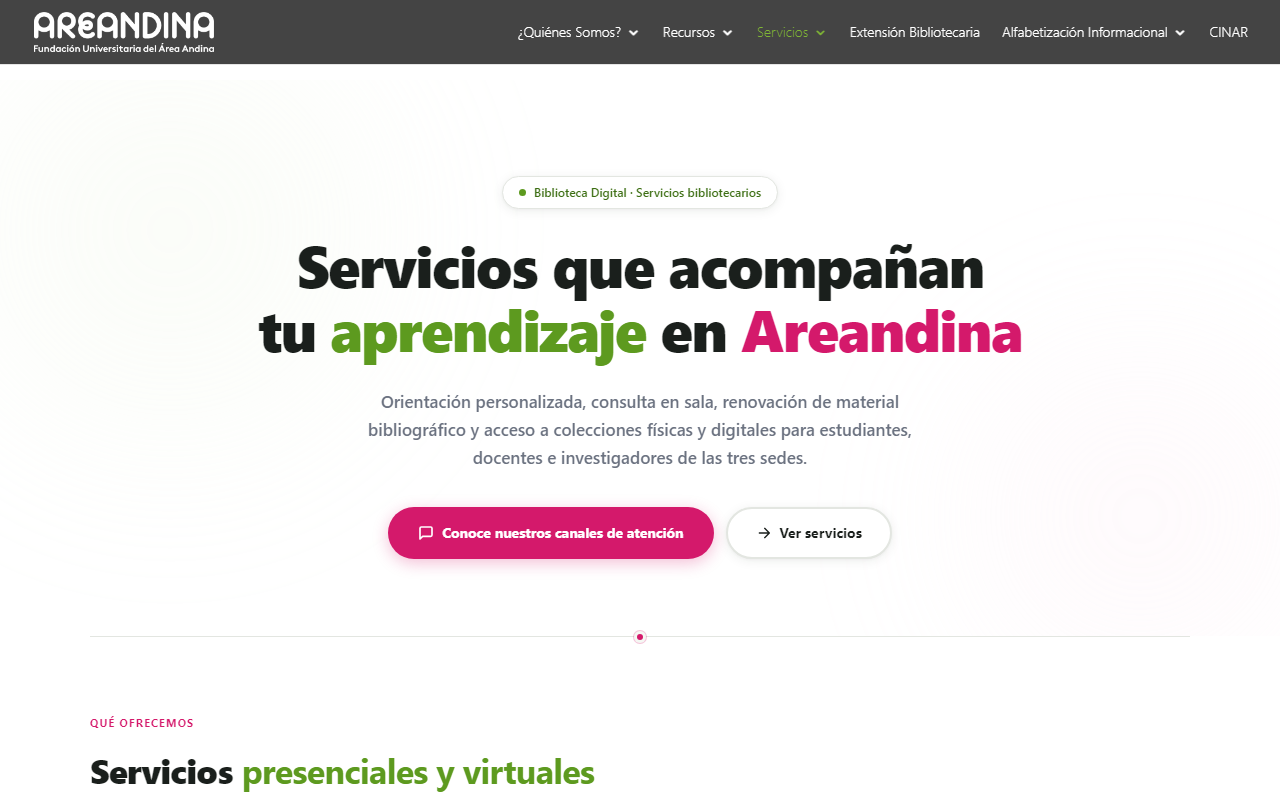 AREANDINA
Fundación Universitaria del Área Andina
¿Quiénes Somos?
Recursos
Servicios
Extensión Bibliotecaria
Alfabetización Informacional
CINAR
Biblioteca Digital · Servicios bibliotecarios
Servicios que acompañan
tu aprendizaje en Areandina
Orientación personalizada, consulta en sala, renovación de material
bibliográfico y acceso a colecciones físicas y digitales para estudiantes,
docentes e investigadores de las tres sedes.
Conoce nuestros canales de atención
Ver servicios
QUÉ OFRECEMOS
Servicios presenciales y virtuales